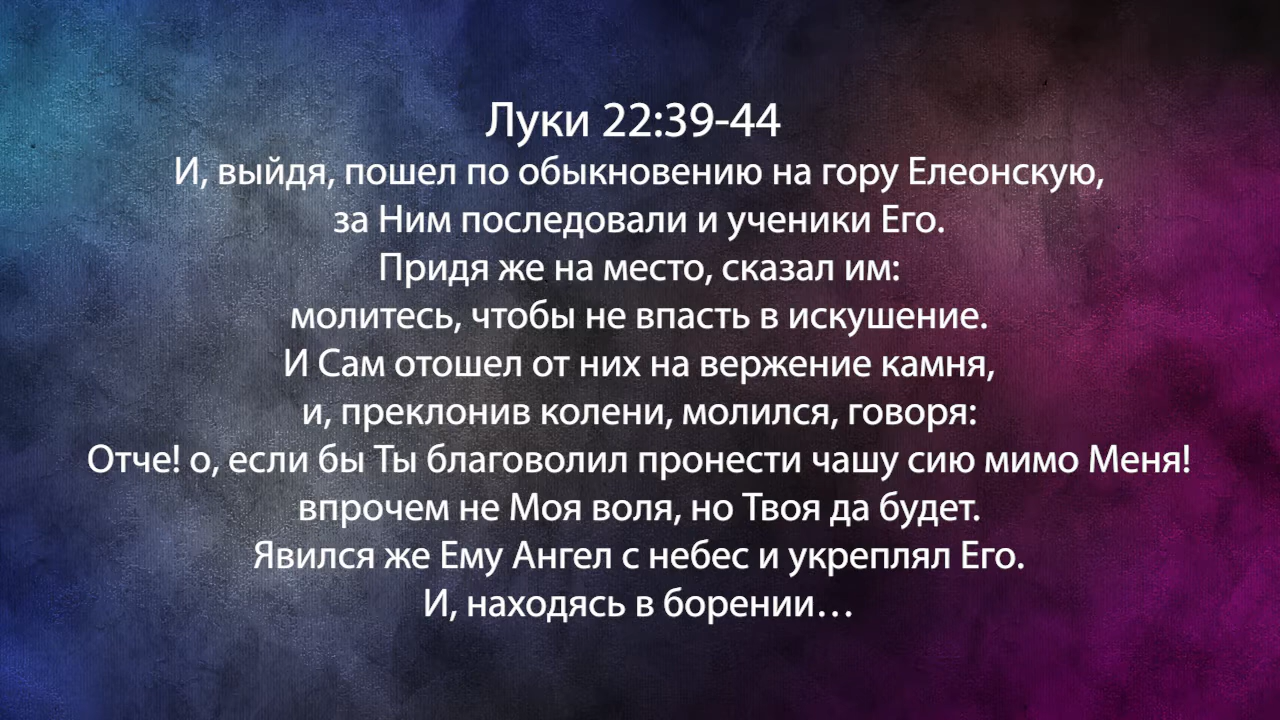 Луки 22:39-44
И, выйдя, пошел по обыкновению на гору Елеонскую,
за Ним последовали и ученики Его.
Придя же на место, сказал им:
молитесь, чтобы не впасть в искушение.
И Сам отошел от них на вержение камня,
и, преклонив колени, молился, говоря:
Отче! о, если бы Ты благоволил пронести чашу сию мимо Меня!
впрочем не Моя воля, но Твоя да будет.
Явился же Ему Ангел с небес и укреплял Его.
И, находясь в борении…